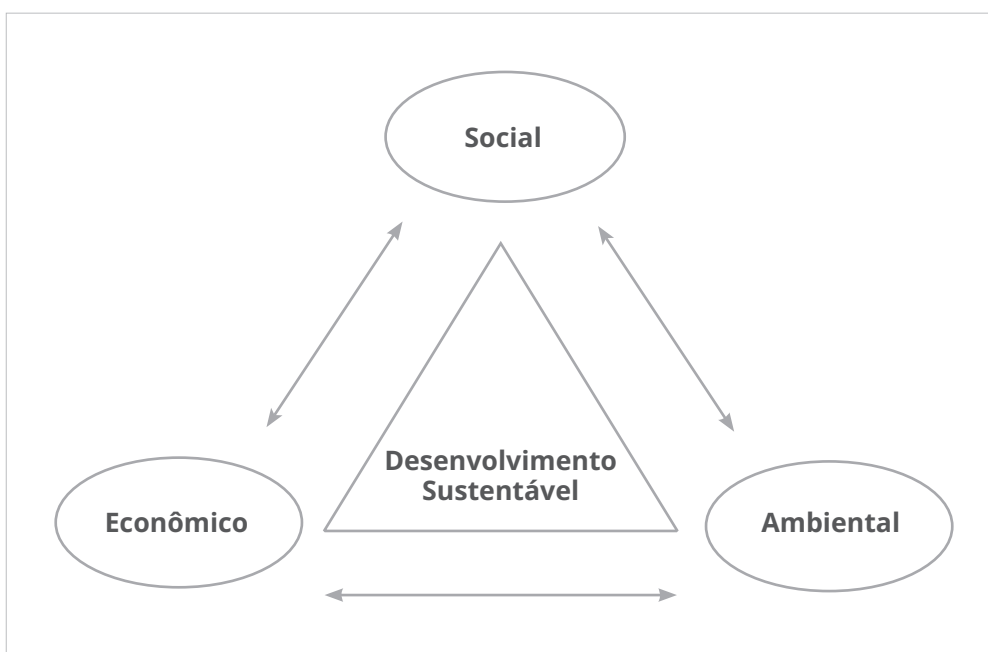 Social
Desenvolvimento
Sustentável
Econômico
Ambiental